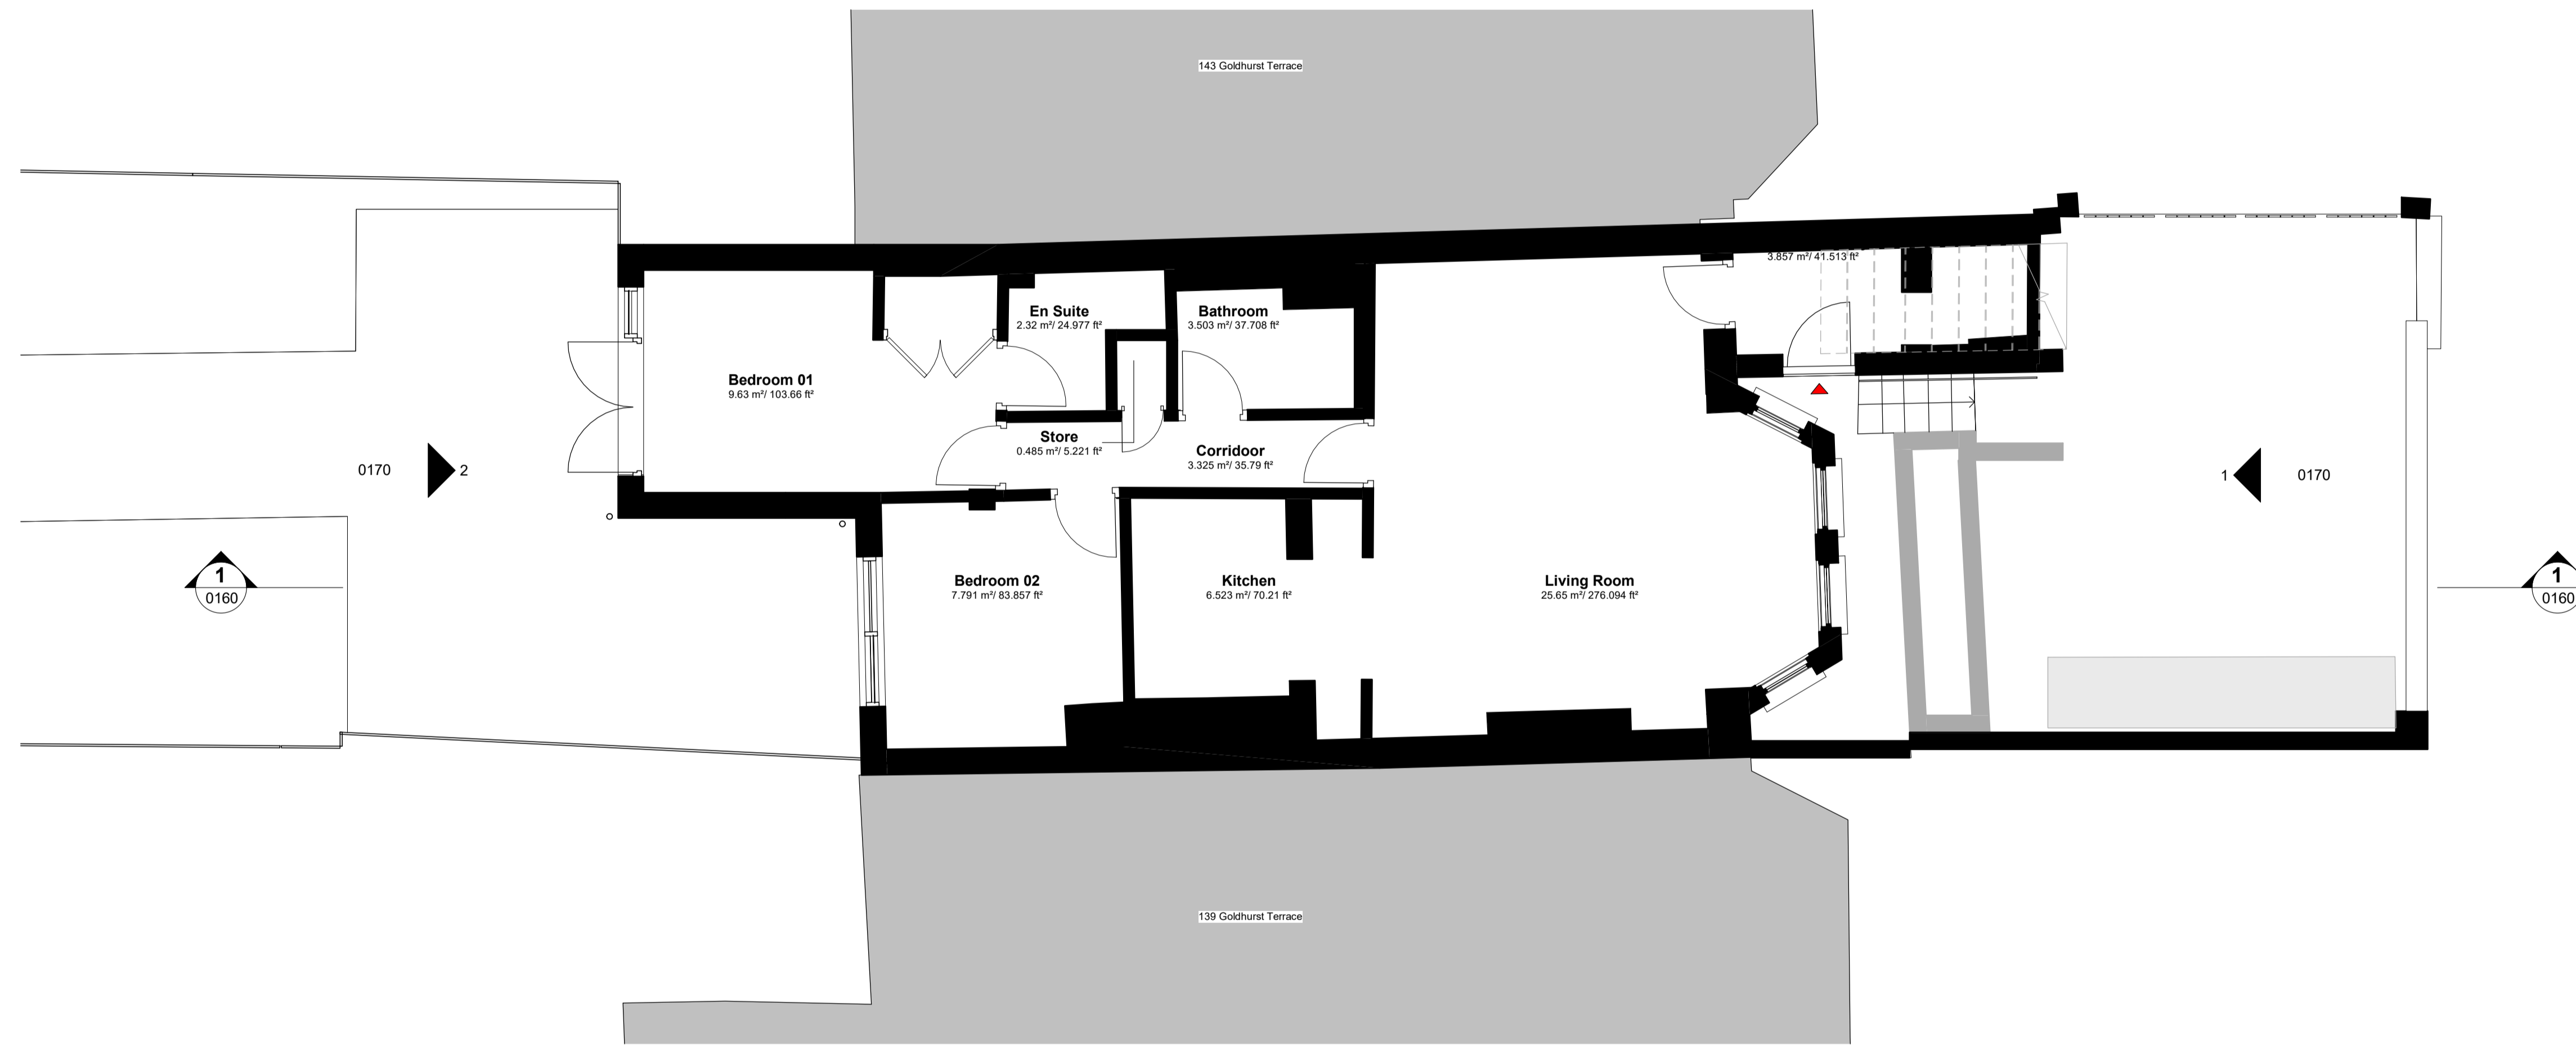 143 Goldhurst Terrace
3.857 m²/ 41.513 ft²
En Suite
2.32 m²/ 24.977 ft²
Bathroom
3.503 m²/ 37.708 ft²
Bedroom 01
9.63 m²/ 103.66 ft²
Store
0.485 m²/ 5.221 ft²
Corridoor
3.325 m²/ 35.79 ft²
0170
2
1
0170
1
0160
Bedroom 02
7.791 m²/ 83.857 ft²
Kitchen
6.523 m²/ 70.21 ft²
Living Room
25.65 m²/ 276.094 ft²
1
0160
139 Goldhurst Terrace